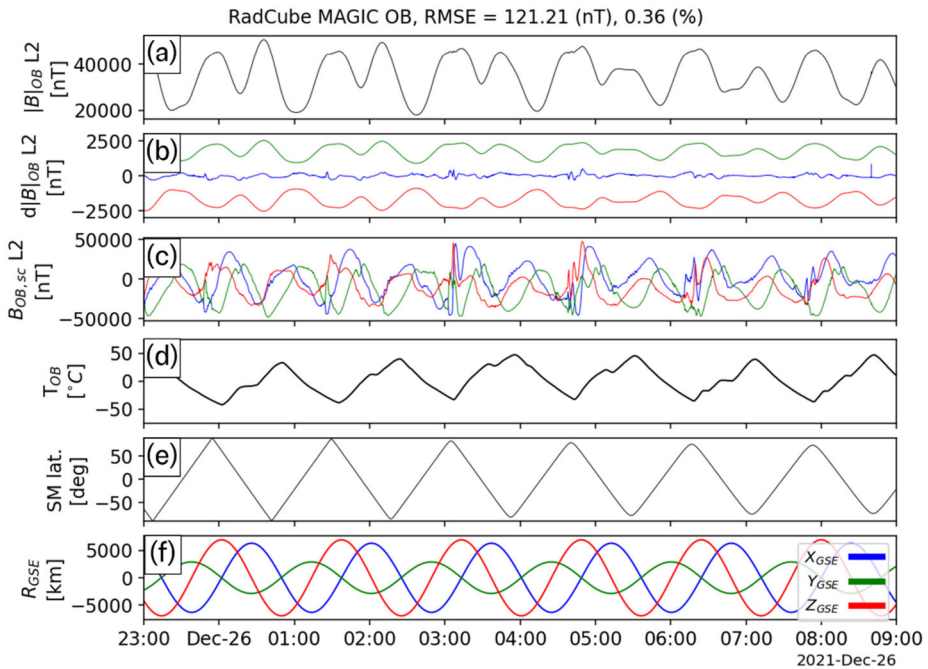 RadCube MAGIC OB, RMSE = 121.21 (nT), 0.36 (%)
(a)
|B|OB L2
[nT]
40000
20000
(b)
d|B|OB L2
[nT]
2500
0
−2500
(c)
BOB,sc L2
[nT]
50000
0
−50000
(d)
TOB
[°C]
50
0
−50
(e)
SM lat.
[deg]
50
0
−50
(f)
RGSE
[km]
5000
0
−5000
XGSE
YGSE
ZGSE
23:00 Dec-26 01:00 02:00 03:00 04:00 05:00 06:00 07:00 08:00 09:00
2021-Dec-26